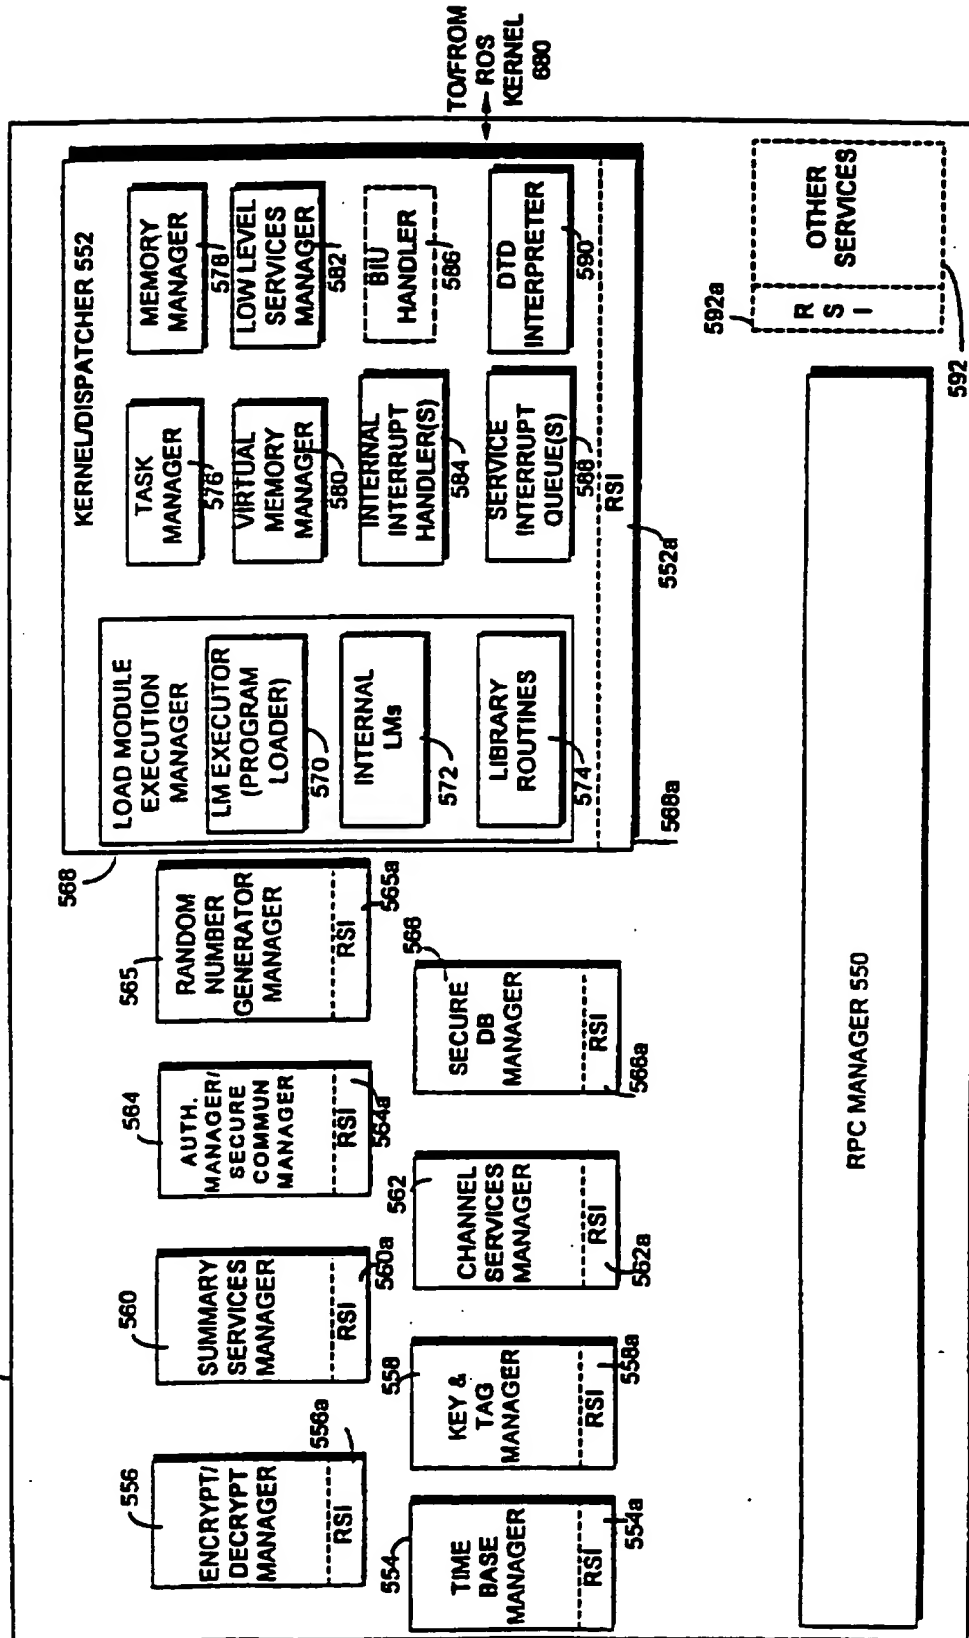 KERNEL/DISPATCHER 552
568
LOAD MODULE
EXECUTION
MANAGER
LM EXECUTOR
(PROGRAM
LOADER)
570
INTERNAL
LMs
572
LIBRARY
ROUTINES
574
568a
TASK
MANAGER
576
VIRTUAL
MEMORY
MANAGER
580
INTERNAL
INTERRUPT
HANDLER(S)
584
SERVICE
INTERRUPT
QUEUE(S)
588
MEMORY
MANAGER
578
LOW LEVEL
SERVICES
MANAGER
582
BIU
HANDLER
586
DTD
INTERPRETER
590
RSI
552a
TO/FROM
ROS
KERNEL
680
556
ENCRYPT/
DECRYPT
MANAGER
RSI
556a
560
SUMMARY
SERVICES
MANAGER
RSI
560a
564
AUTH.
MANAGER/
SECURE
COMMUN
MANAGER
RSI
564a
565
RANDOM
NUMBER
GENERATOR
MANAGER
RSI
565a
554
TIME
BASE
MANAGER
RSI
554a
558
KEY &
TAG
MANAGER
RSI
558a
562
CHANNEL
SERVICES
MANAGER
RSI
562a
566
SECURE
DB
MANAGER
RSI
566a
592a
RSI
OTHER
SERVICES
592
RPC MANAGER 550